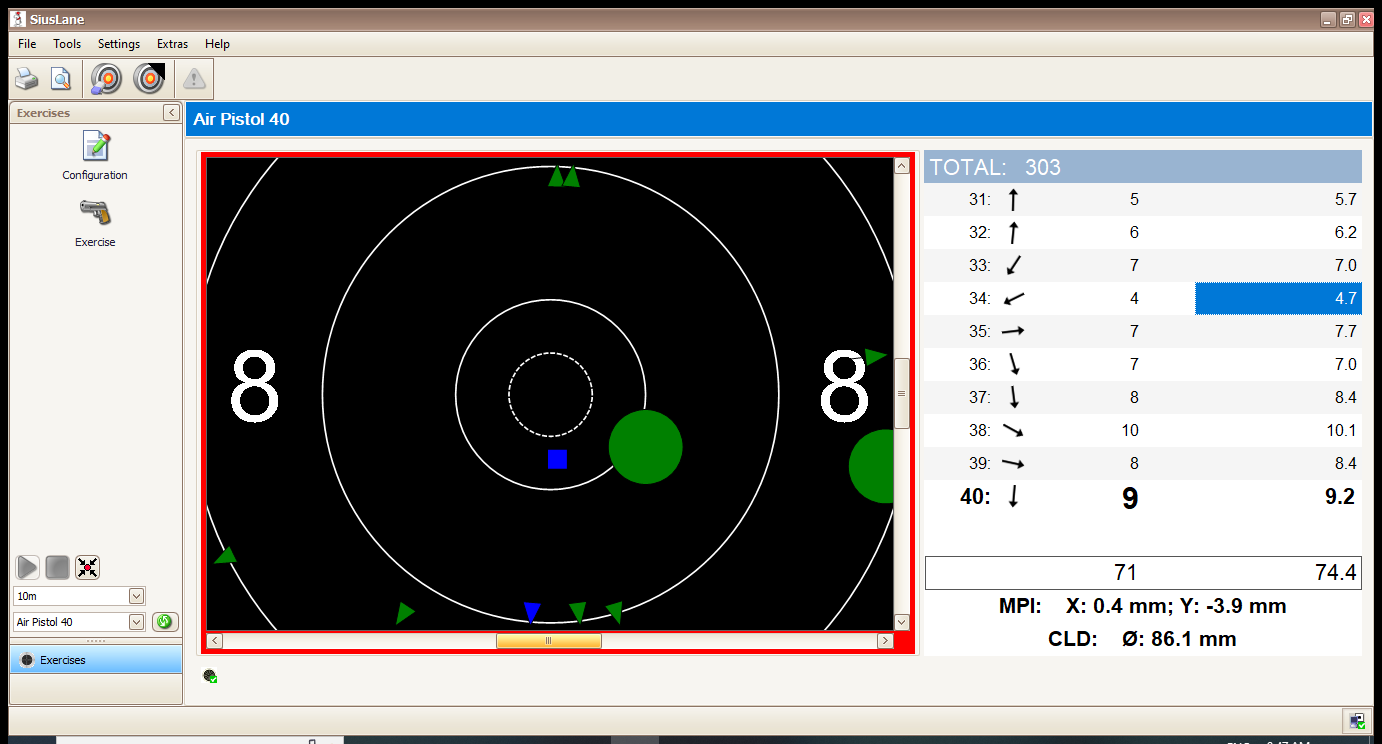 SiusLane
File Tools Settings Extras Help
Exercises
Configuration
Exercise
10m
Air Pistol 40
Exercises
Air Pistol 40
8 8
TOTAL: 303
31: 5 5.7
32: 6 6.2
33: 7 7.0
34: 4 4.7
35: 7 7.7
36: 7 7.0
37: 8 8.4
38: 10 10.1
39: 8 8.4
40: 9 9.2
71 74.4
MPI: X: 0.4 mm; Y: -3.9 mm
CLD: Ø: 86.1 mm